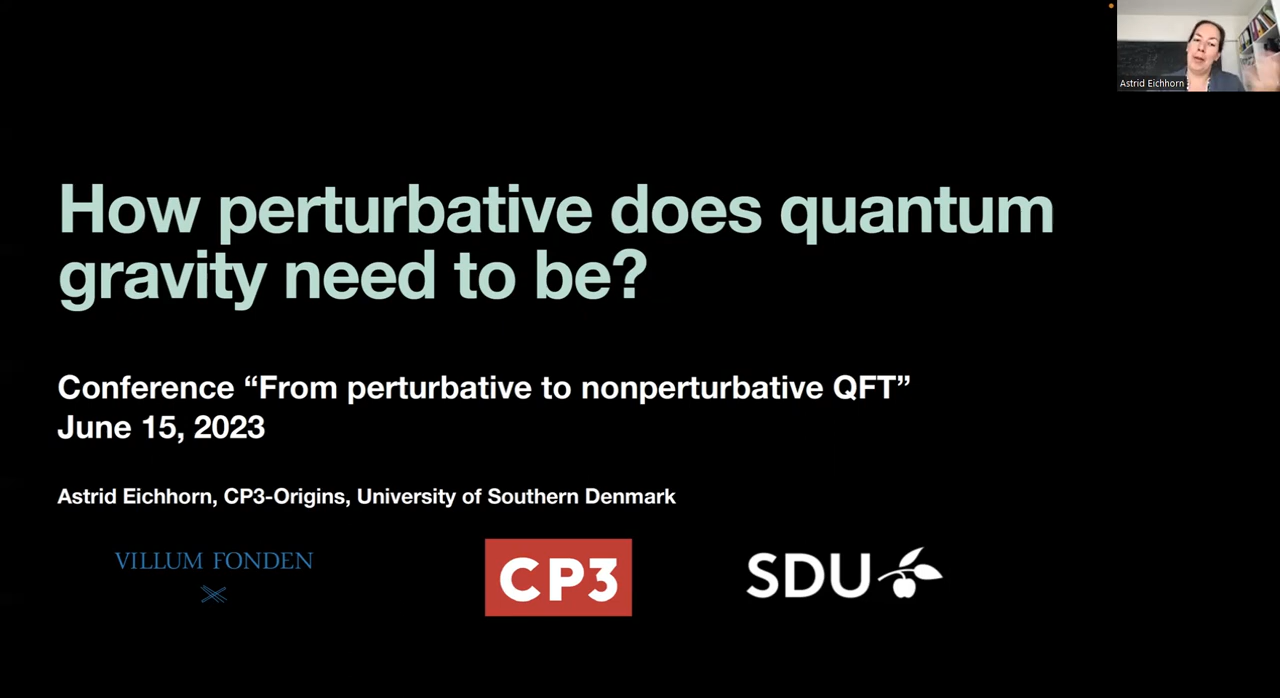 Astrid Eichhorn
How perturbative does quantum
gravity need to be?
Conference “From perturbative to nonperturbative QFT”
June 15, 2023
Astrid Eichhorn, CP3-Origins, University of Southern Denmark
VILLUM FONDEN
CP3
SDU